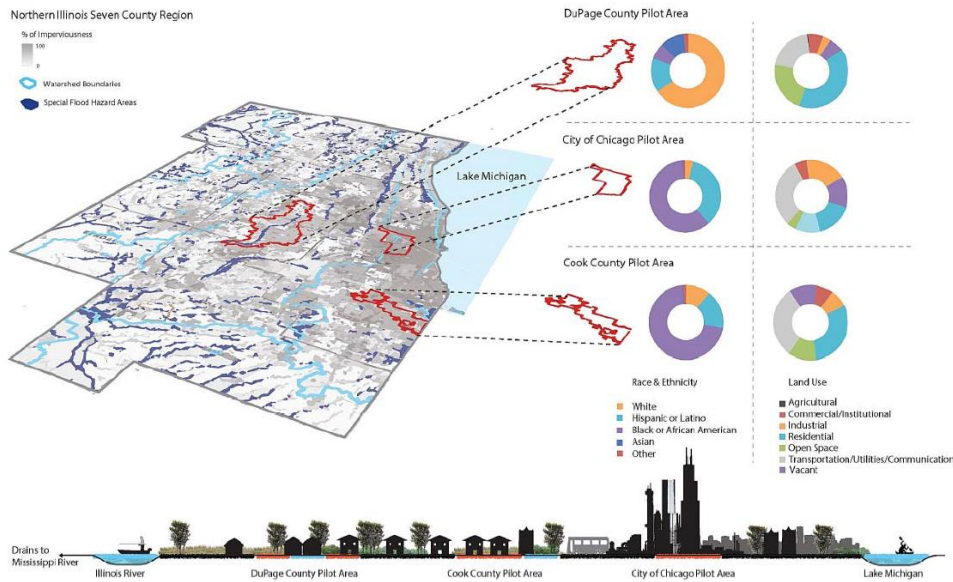 Northern Illinois Seven County Region
% of Imperviousness
100
0
Watershed Boundaries
Special Flood Hazard Areas
Lake Michigan
DuPage County Pilot Area
City of Chicago Pilot Area
Cook County Pilot Area
Race & Ethnicity
White
Hispanic or Latino
Black or African American
Asian
Other
Land Use
Agricultural
Commercial/Institutional
Industrial
Residential
Open Space
Transportation/Utilities/Communication
Vacant
Drains to
Mississippi River
Illinois River
DuPage County Pilot Area
Cook County Pilot Area
City of Chicago Pilot Area
Lake Michigan